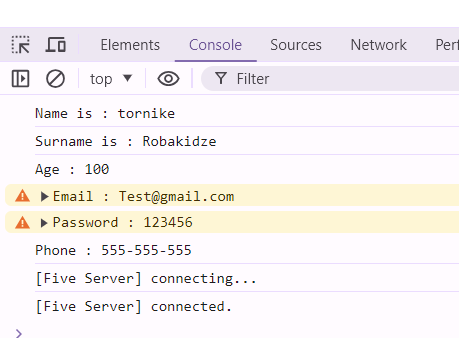 Elements Console Sources Network Perf
top Filter
Name is : tornike
Surname is : Robakidze
Age : 100
Email : Test@gmail.com
Password : 123456
Phone : 555-555-555
[Five Server] connecting...
[Five Server] connected.